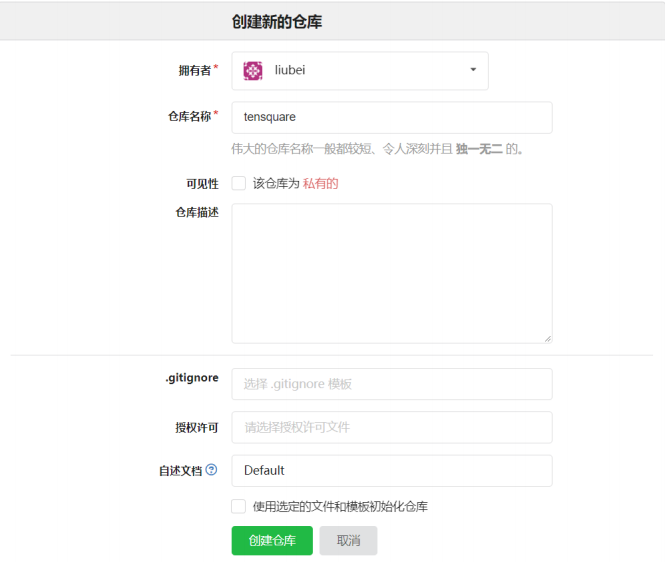 创建新的仓库
拥有者* liubei
仓库名称* tensquare
伟大的仓库名称一般都较短、令人深刻并且 独一无二 的。
可见性 该仓库为 私有的
仓库描述
.gitignore 选择 .gitignore 模板
授权许可 请选择授权许可文件
自述文档 ? Default
使用选定的文件和模板初始化仓库
创建仓库 取消